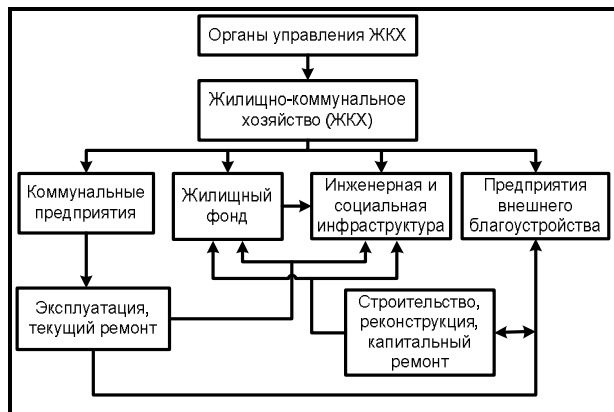 Органы управления ЖКХ
Жилищно-коммунальное
хозяйство (ЖКХ)
Коммунальные
предприятия
Жилищный
фонд
Инженерная и
социальная
инфраструктура
Предприятия
внешнего
благоустройства
Эксплуатация,
текущий ремонт
Строительство,
реконструкция,
капитальный
ремонт